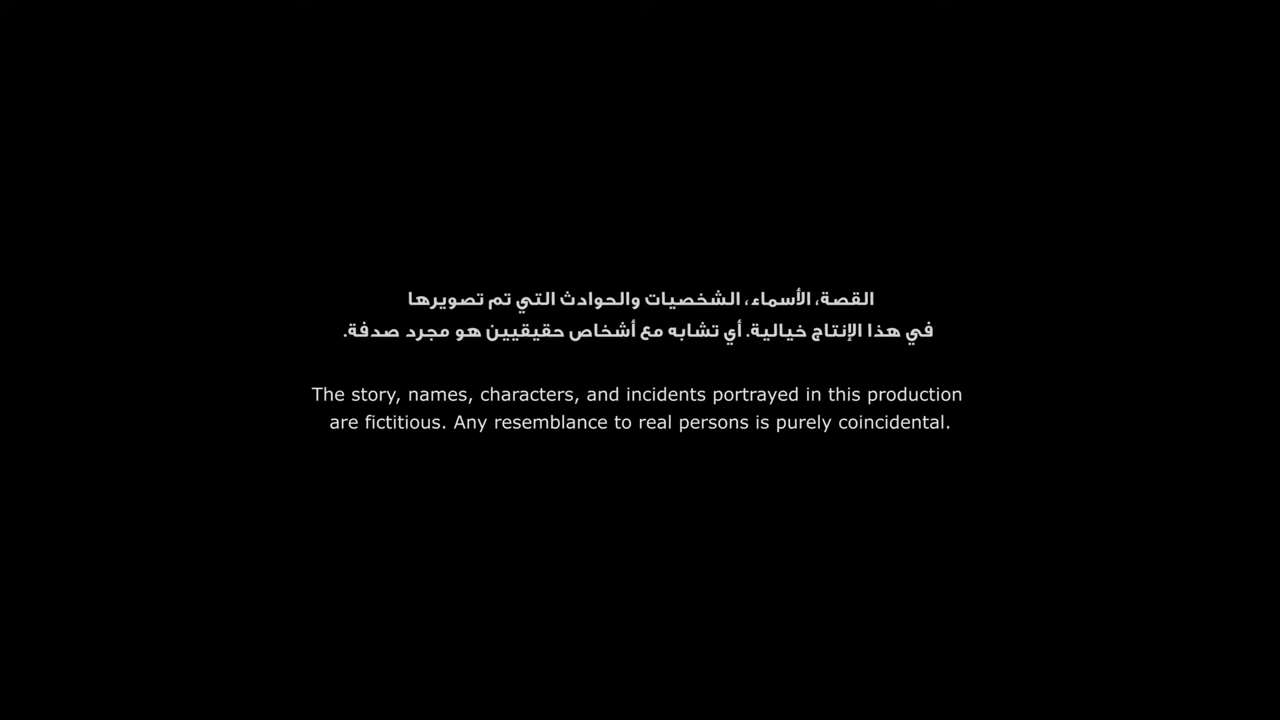 القصة، الأسماء، الشخصيات والحوادث التي تم تصويرها
في هذا الإنتاج خيالية. أي تشابه مع أشخاص حقيقيين هو مجرد صدفة.
The story, names, characters, and incidents portrayed in this production
are fictitious. Any resemblance to real persons is purely coincidental.